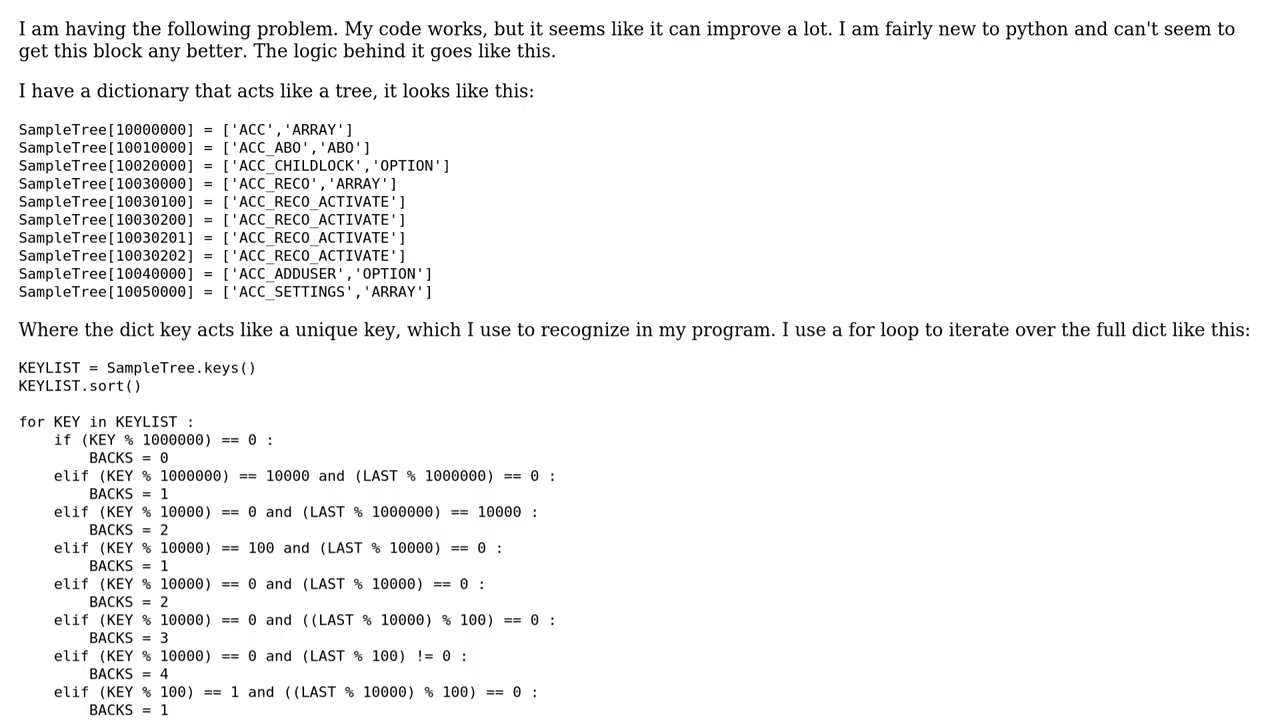 I am having the following problem. My code works, but it seems like it can improve a lot. I am fairly new to python and can't seem to
get this block any better. The logic behind it goes like this.
I have a dictionary that acts like a tree, it looks like this:
SampleTree[10000000] = ['ACC','ARRAY']
SampleTree[10010000] = ['ACC_ABO','ABO']
SampleTree[10020000] = ['ACC_CHILDLOCK','OPTION']
SampleTree[10030000] = ['ACC_RECO','ARRAY']
SampleTree[10030100] = ['ACC_RECO_ACTIVATE']
SampleTree[10030200] = ['ACC_RECO_ACTIVATE']
SampleTree[10030201] = ['ACC_RECO_ACTIVATE']
SampleTree[10030202] = ['ACC_RECO_ACTIVATE']
SampleTree[10040000] = ['ACC_ADDUSER','OPTION']
SampleTree[10050000] = ['ACC_SETTINGS','ARRAY']
Where the dict key acts like a unique key, which I use to recognize in my program. I use a for loop to iterate over the full dict like this:
KEYLIST = SampleTree.keys()
KEYLIST.sort()
for KEY in KEYLIST :
    if (KEY % 1000000) == 0 :
        BACKS = 0
    elif (KEY % 1000000) == 10000 and (LAST % 1000000) == 0 :
        BACKS = 1
    elif (KEY % 10000) == 0 and (LAST % 1000000) == 10000 :
        BACKS = 2
    elif (KEY % 10000) == 100 and (LAST % 10000) == 0 :
        BACKS = 1
    elif (KEY % 10000) == 0 and (LAST % 10000) == 0 :
        BACKS = 2
    elif (KEY % 10000) == 0 and ((LAST % 10000) % 100) == 0 :
        BACKS = 3
    elif (KEY % 10000) == 0 and (LAST % 100) != 0 :
        BACKS = 4
    elif (KEY % 100) == 1 and ((LAST % 10000) % 100) == 0 :
        BACKS = 1